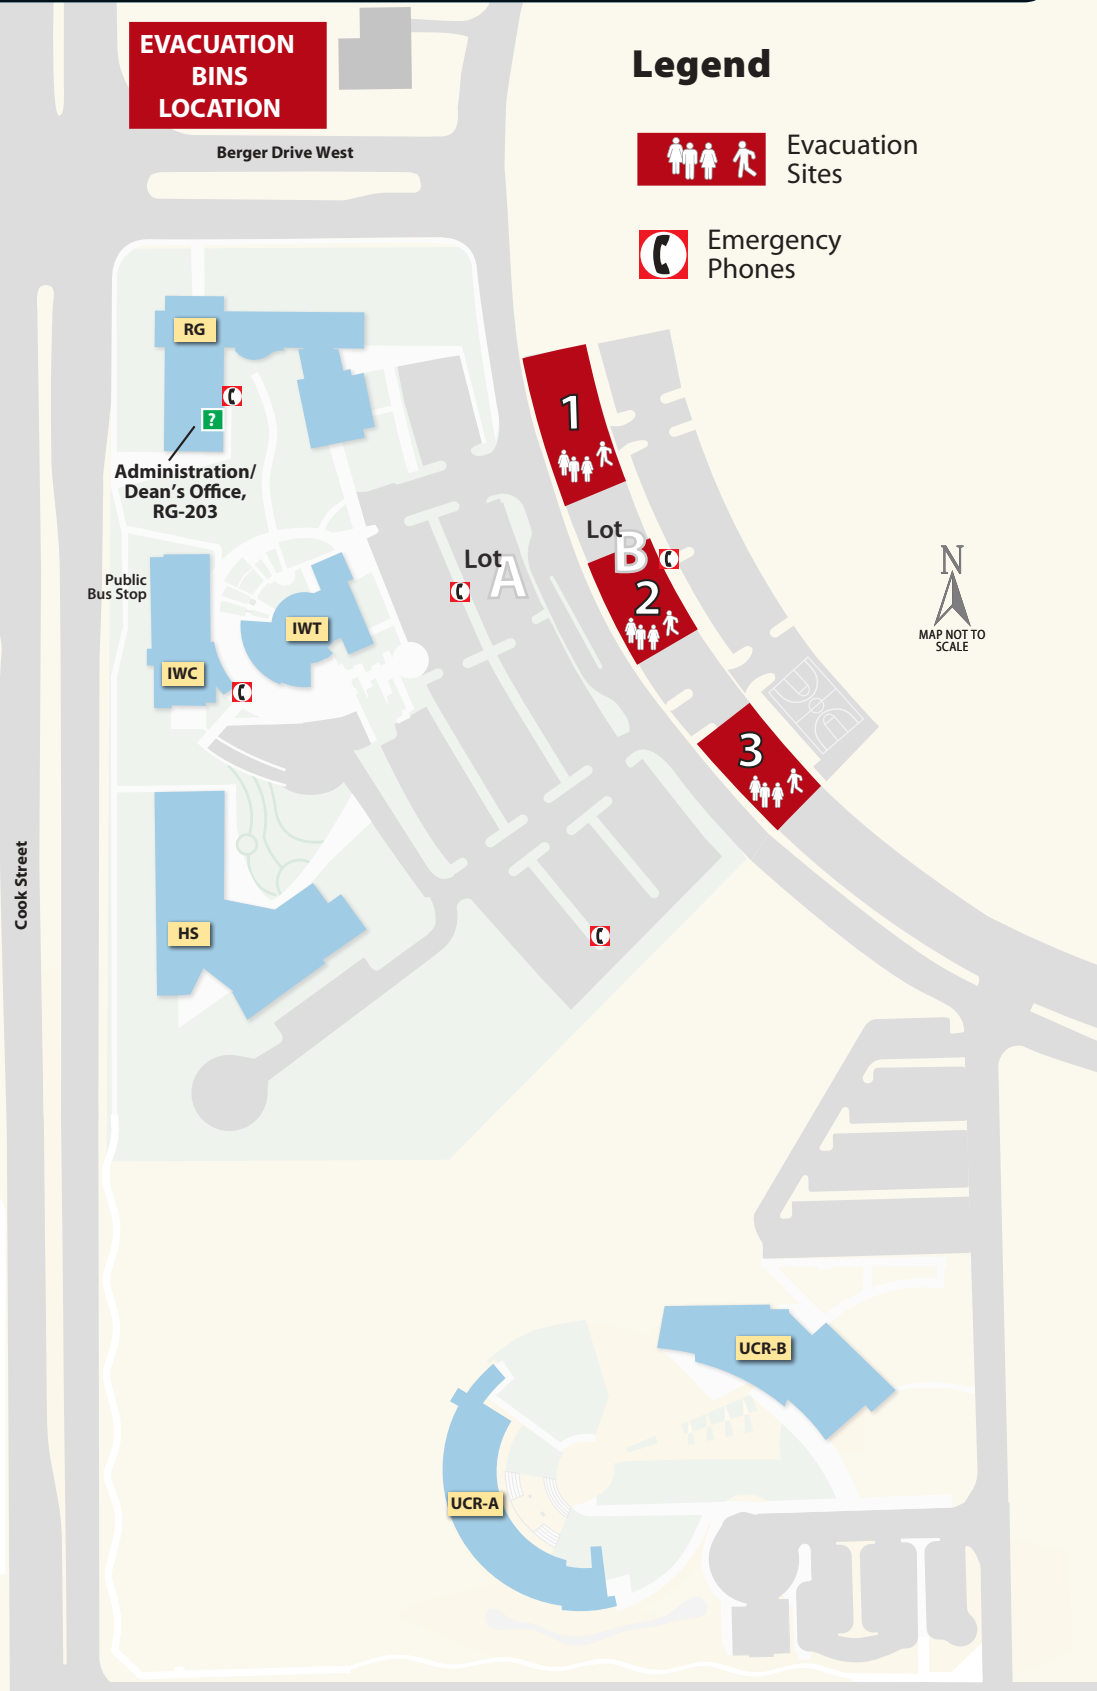 EVACUATION
BINS
LOCATION
Legend
Evacuation
Sites
Emergency
Phones
Berger Drive West
RG
?
Administration/
Dean's Office,
RG-203
1
Lot
B
2
Lot
A
3
N
MAP NOT TO
SCALE
Public
Bus Stop
IWT
IWC
HS
Cook Street
UCR-B
UCR-A